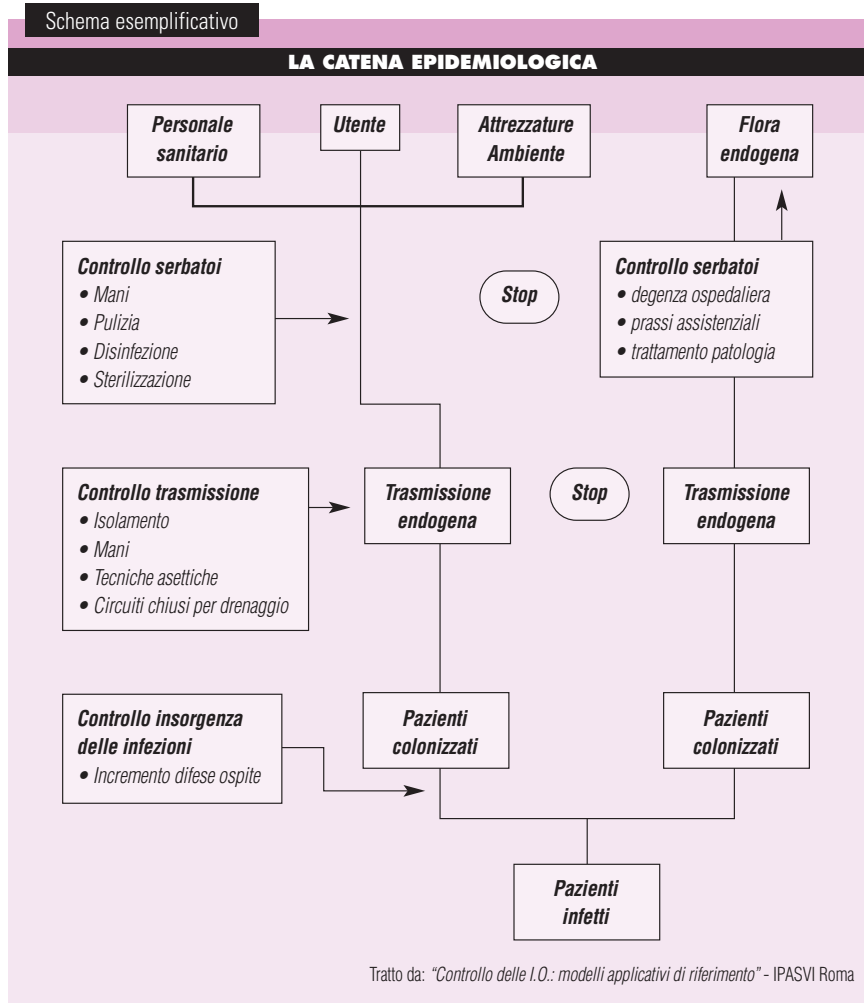 Schema esemplificativo
LA CATENA EPIDEMIOLOGICA
Personale
sanitario
Utente
Attrezzature
Ambiente
Flora
endogena
Controllo serbatoi
• Mani
• Pulizia
• Disinfezione
• Sterilizzazione
Stop
Controllo serbatoi
• degenza ospedaliera
• prassi assistenziali
• trattamento patologia
Controllo trasmissione
• Isolamento
• Mani
• Tecniche asettiche
• Circuiti chiusi per drenaggio
Trasmissione
endogena
Stop
Trasmissione
endogena
Controllo insorgenza
delle infezioni
• Incremento difese ospite
Pazienti
colonizzati
Pazienti
colonizzati
Pazienti
infetti
Tratto da: "Controllo delle I.O.: modelli applicativi di riferimento" - IPASVI Roma